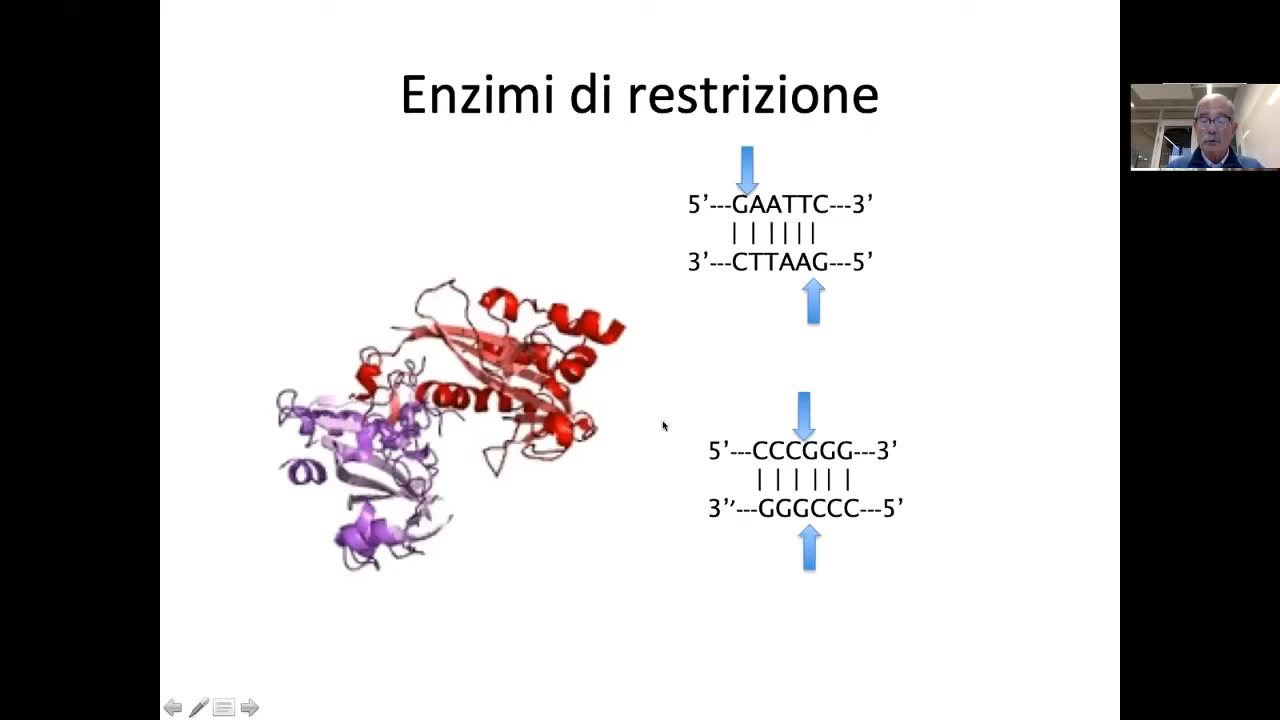 Enzimi di restrizione
5’---GAATTC---3’
| | | | | |
3’---CTTAAG---5’
5’---CCCGGG---3’
| | | | | |
3’’---GGGCCC---5’